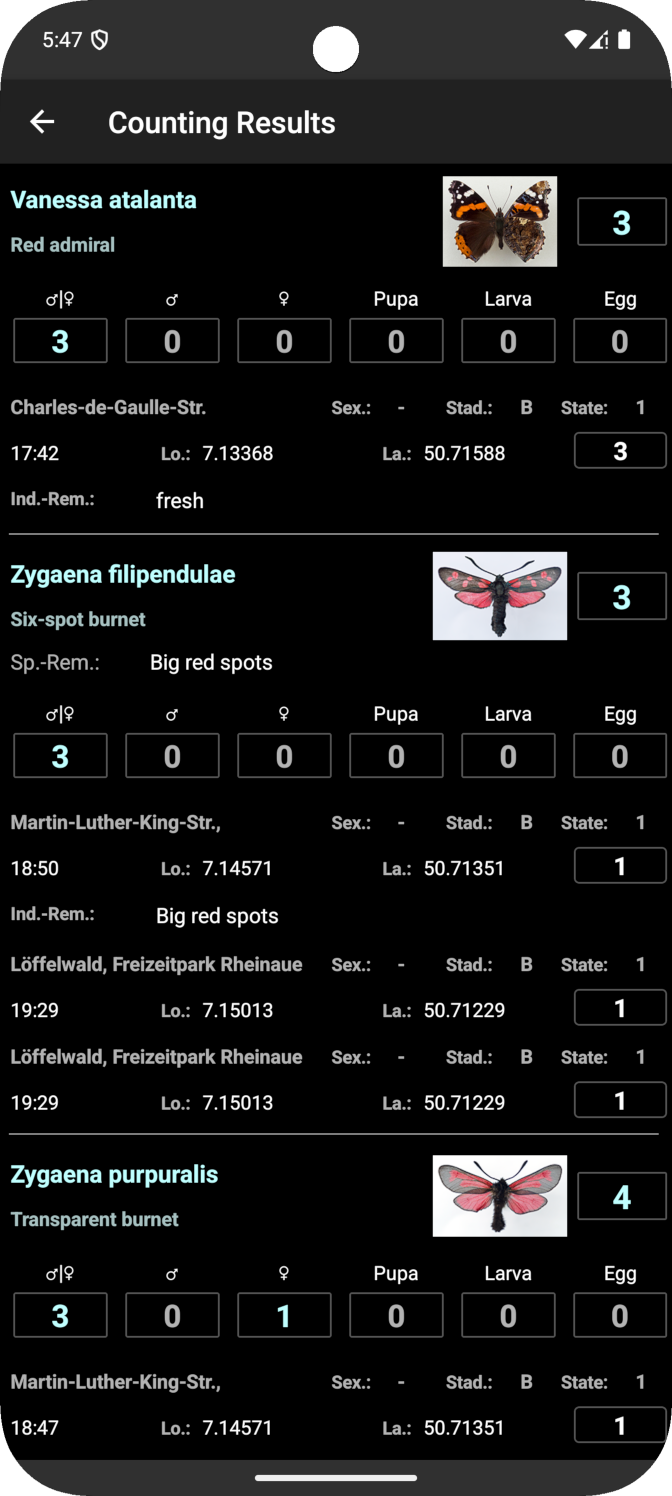 5:47
Counting Results
Vanessa atalanta
3
Red admiral
♂|♀ ♂ ♀ Pupa Larva Egg
3 0 0 0 0 0
Charles-de-Gaulle-Str. Sex.: - Stad.: B State: 1
17:42 Lo.: 7.13368 La.: 50.71588 3
Ind.-Rem.: fresh
Zygaena filipendulae
3
Six-spot burnet
Sp.-Rem.: Big red spots
♂|♀ ♂ ♀ Pupa Larva Egg
3 0 0 0 0 0
Martin-Luther-King-Str., Sex.: - Stad.: B State: 1
18:50 Lo.: 7.14571 La.: 50.71351 1
Ind.-Rem.: Big red spots
Löffelwald, Freizeitpark Rheinaue Sex.: - Stad.: B State: 1
19:29 Lo.: 7.15013 La.: 50.71229 1
Löffelwald, Freizeitpark Rheinaue Sex.: - Stad.: B State: 1
19:29 Lo.: 7.15013 La.: 50.71229 1
Zygaena purpuralis
4
Transparent burnet
♂|♀ ♂ ♀ Pupa Larva Egg
3 0 1 0 0 0
Martin-Luther-King-Str., Sex.: - Stad.: B State: 1
18:47 Lo.: 7.14571 La.: 50.71351 1